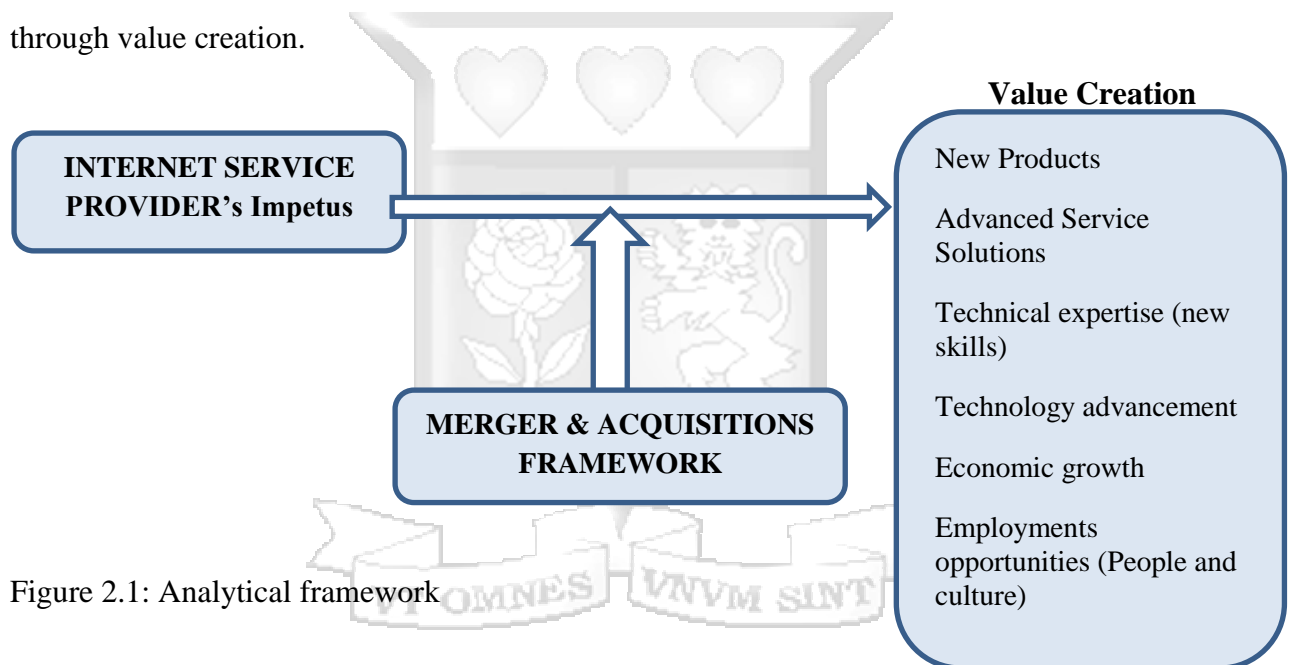 through value creation.
Value Creation
INTERNET SERVICE
PROVIDER's Impetus
New Products
Advanced Service
Solutions
Technical expertise (new
skills)
Technology advancement
Economic growth
Employments
opportunities (People and
culture)
MERGER & ACQUISITIONS
FRAMEWORK
Figure 2.1: Analytical framework
VT OMNES VNVM SINT